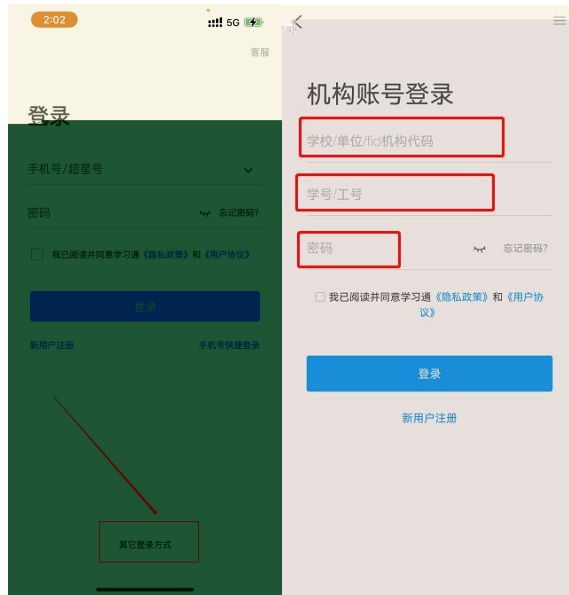 2:02
5G
客服
登录
手机号/超星号
密码
忘记密码?
我已阅读并同意学习通《隐私政策》和《用户协议》
登录
新用户注册
手机号快捷登录
其它登录方式
机构账号登录
学校/单位/fid机构代码
学号/工号
密码
忘记密码?
我已阅读并同意学习通《隐私政策》和《用户协
议》
登录
新用户注册